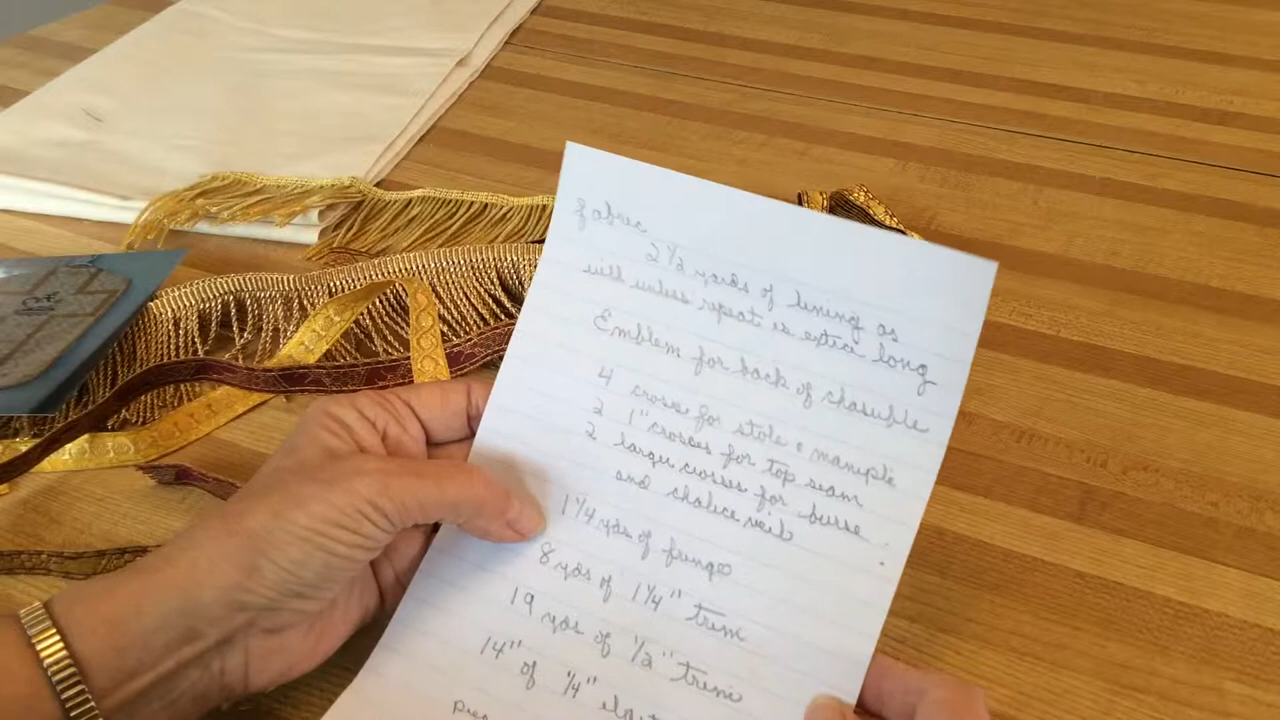 Fabric
2 1/2 yards of lining as
well unless repeat is extra long
Emblem for back of chasuble
4 crosses for stole & maniple
2 1" crosses for top seam
2 larger crosses for burse
and chalice veil
1 1/4 yds of fringe
8 yds of 1 1/4" trim
19 yds of 1/2" trim
14" of 1/4"